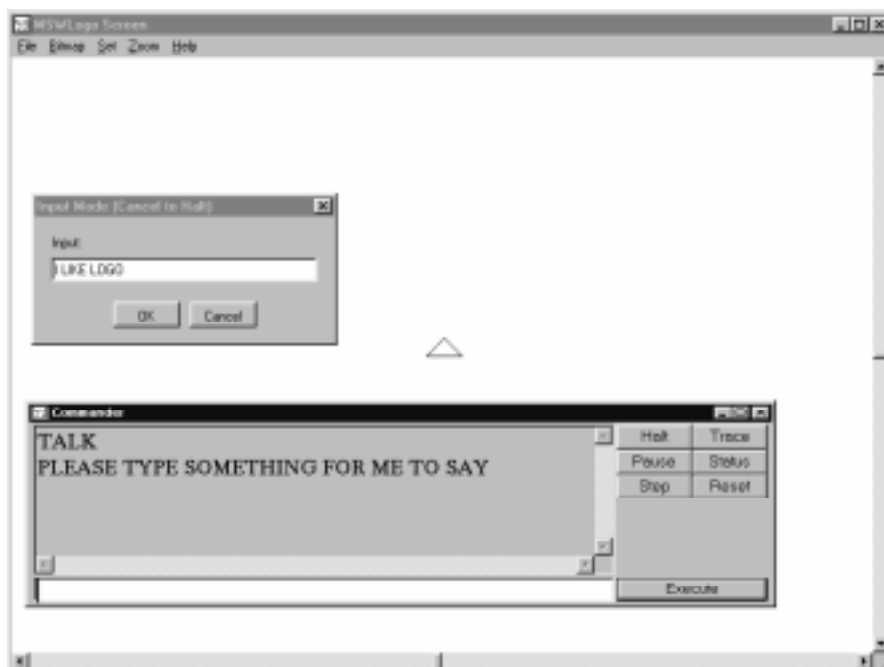 MSWLogo Screen
File Bitmap Set Zoom Help
Input Mode (Cancel to Halt)
Input:
I LIKE LOGO
OK Cancel
Commander
TALK
PLEASE TYPE SOMETHING FOR ME TO SAY
Halt Trace
Pause Status
Step Reset
Execute